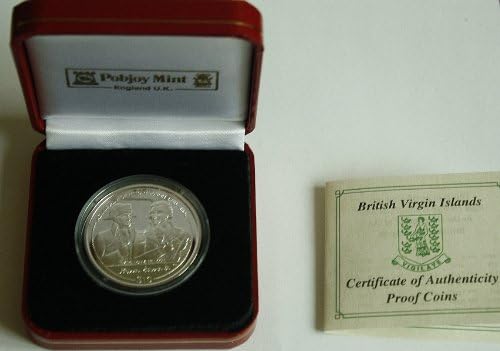 Pobjoy Mint
England U.K.
British Virgin Islands
VIGILATE
Certificate of Authenticity
Proof Coins